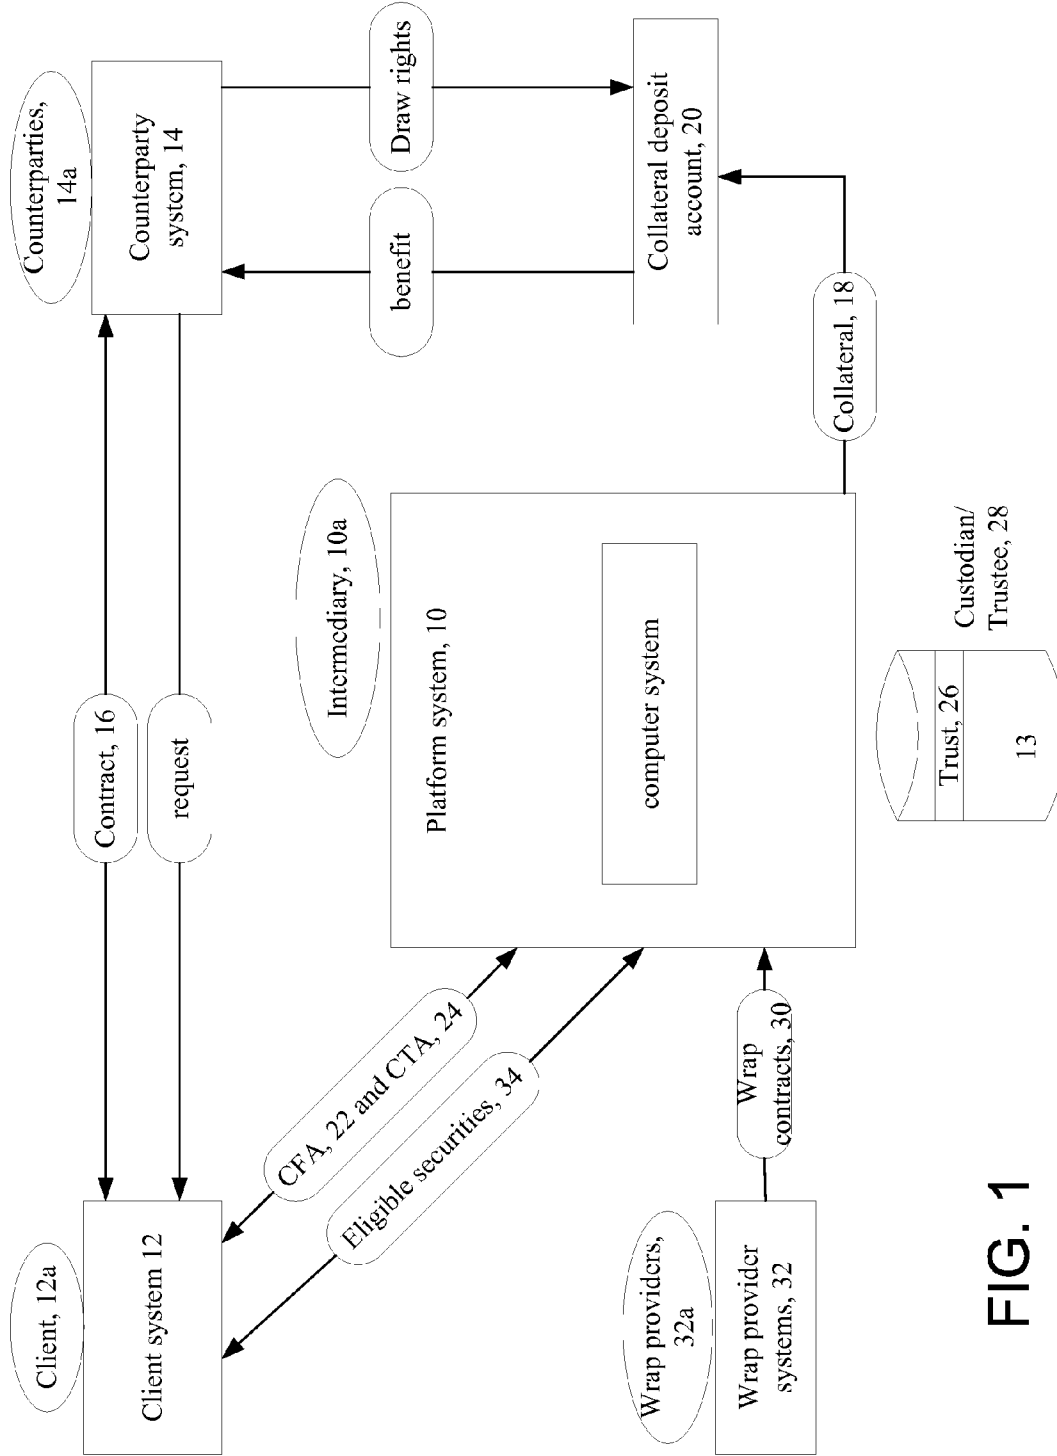 Client, 12a
Client system 12
Contract, 16
request
Counterparties,
14a
Counterparty
system, 14
CFA, 22 and CTA, 24
Eligible securities, 34
Intermediary, 10a
Platform system, 10
computer system
benefit
Draw rights
Collateral deposit
account, 20
Collateral, 18
Wrap providers,
32a
Wrap provider
systems, 32
Wrap
contracts, 30
Trust, 26
13
Custodian/
Trustee, 28
FIG. 1